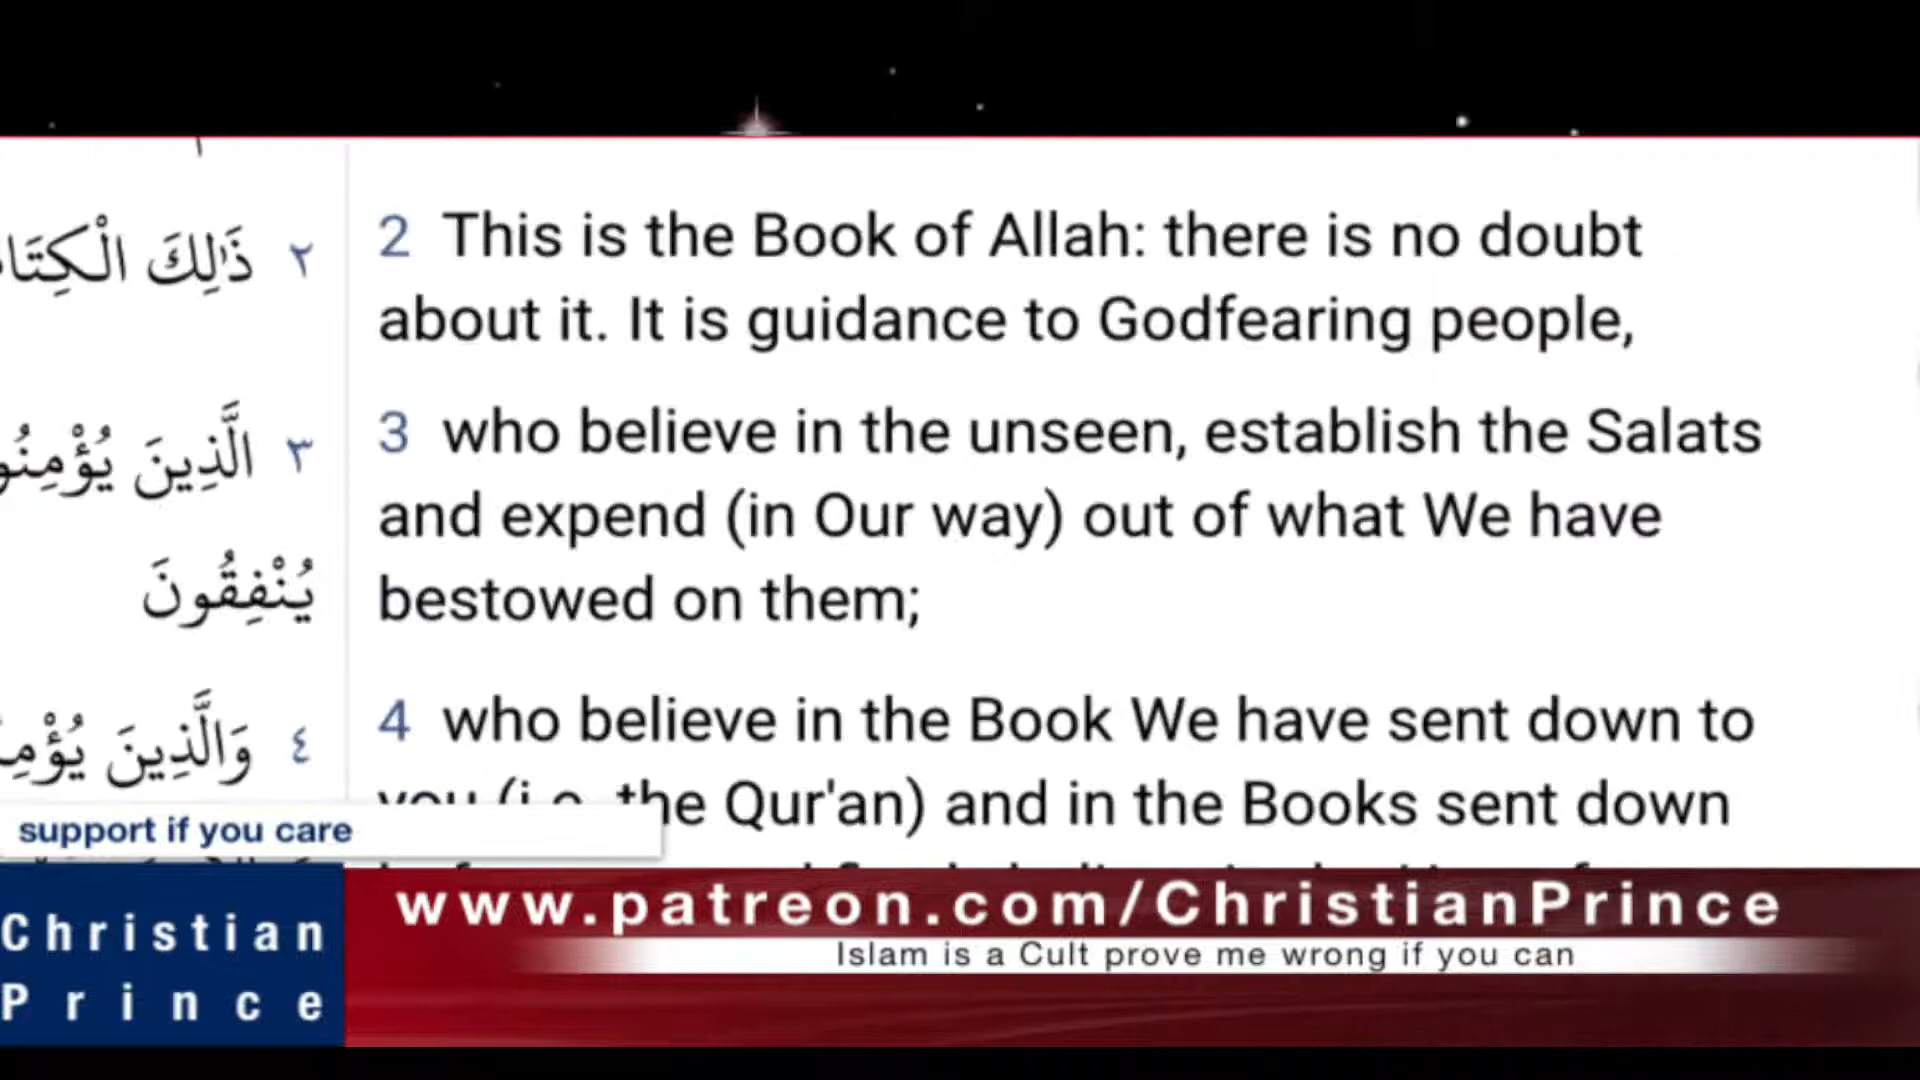 2 This is the Book of Allah: there is no doubt
about it. It is guidance to Godfearing people,
3 who believe in the unseen, establish the Salats
and expend (in Our way) out of what We have
bestowed on them;
4 who believe in the Book We have sent down to
you (i.e. the Qur'an) and in the Books sent down
٢ ذَٰلِكَ
٣ الَّذِينَ
يُنْفِقُونَ
٤ وَالَّذِينَ
support if you care
Christian
Prince
www.patreon.com/ChristianPrince
Islam is a Cult prove me wrong if you can